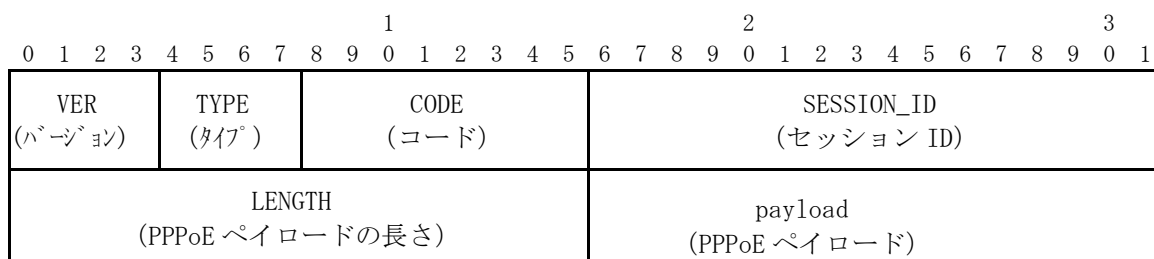 1 2 3
0 1 2 3 4 5 6 7 8 9 0 1 2 3 4 5 6 7 8 9 0 1 2 3 4 5 6 7 8 9 0 1
VER TYPE CODE SESSION_ID
(ﾊﾞｰｼﾞｮﾝ) (ﾀｲﾌﾟ) (コード) (セッション ID)
LENGTH payload
(PPPoE ペイロードの長さ) (PPPoE ペイロード)